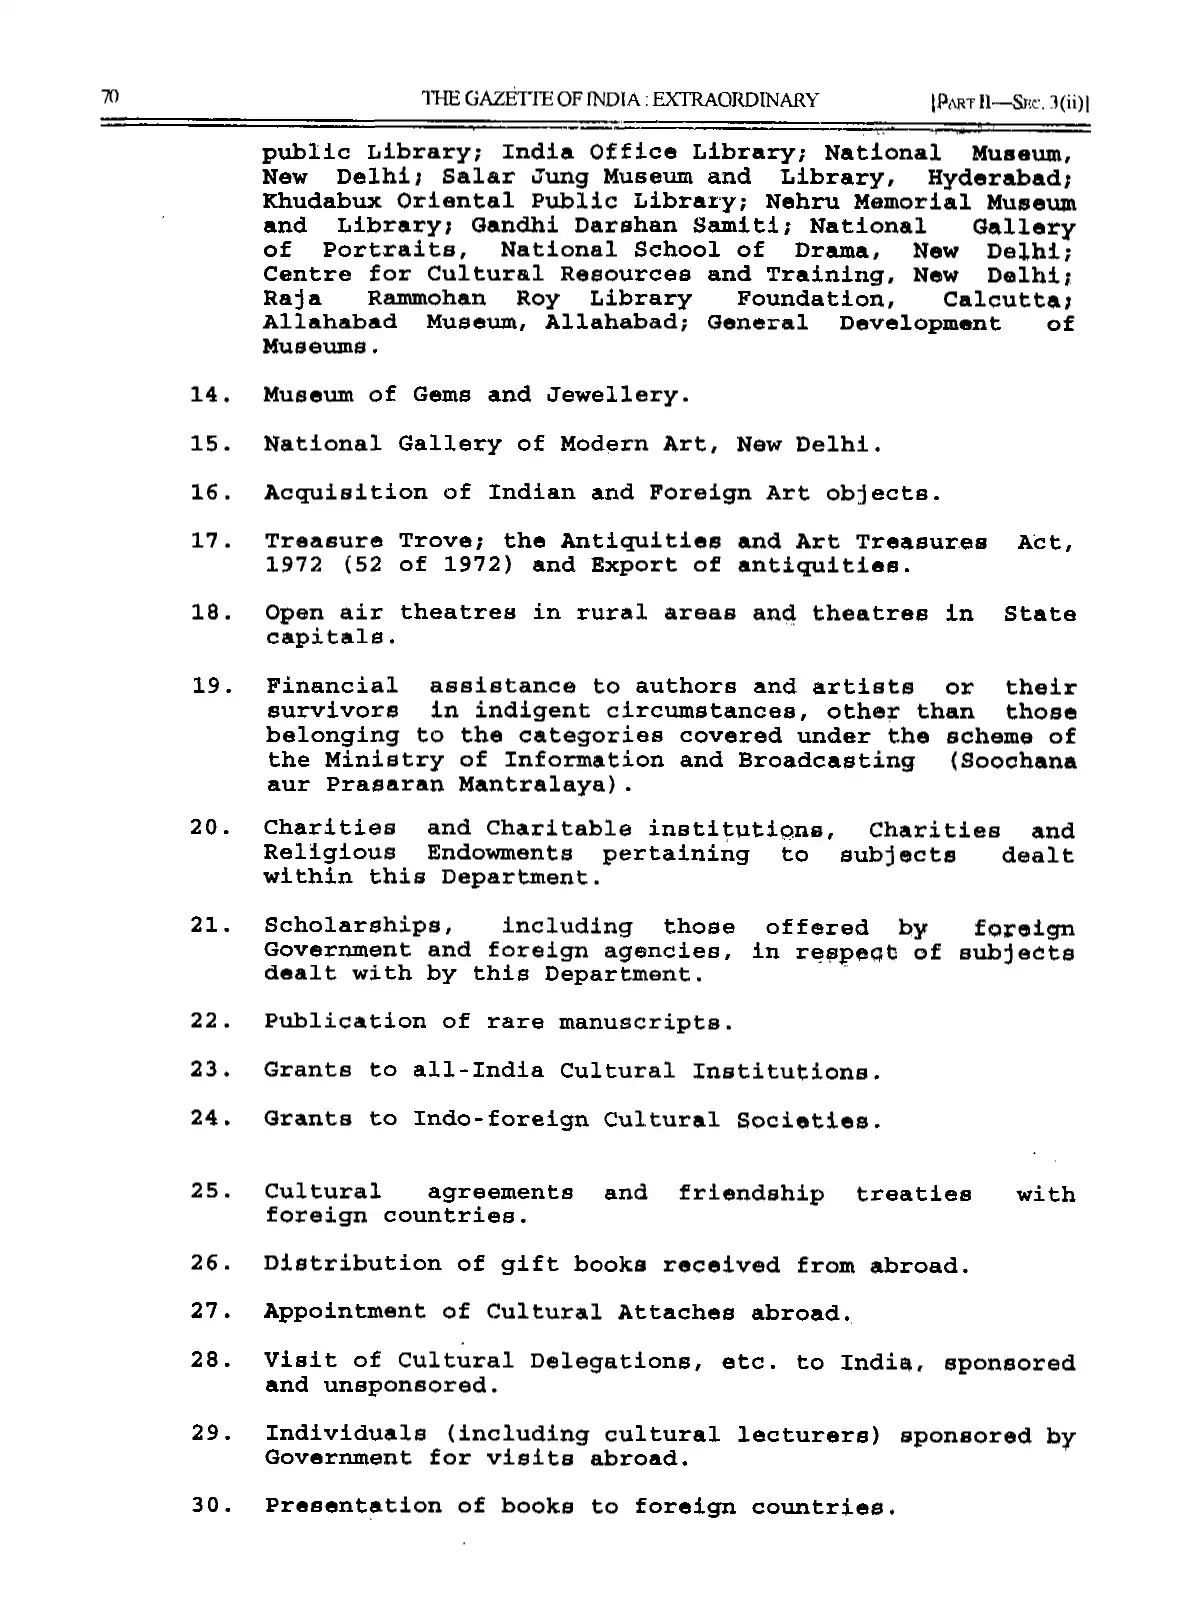 70 THE GAZETTE OF INDIA : EXTRAORDINARY [PART II—SEC. 3(ii)]
public Library; India Office Library; National Museum,
New Delhi; Salar Jung Museum and Library, Hyderabad;
Khudabux Oriental Public Library; Nehru Memorial Museum
and Library; Gandhi Darshan Samiti; National Gallery
of Portraits, National School of Drama, New Delhi;
Centre for Cultural Resources and Training, New Delhi;
Raja Rammohan Roy Library Foundation, Calcutta;
Allahabad Museum, Allahabad; General Development of
Museums.
14. Museum of Gems and Jewellery.
15. National Gallery of Modern Art, New Delhi.
16. Acquisition of Indian and Foreign Art objects.
17. Treasure Trove; the Antiquities and Art Treasures Act,
1972 (52 of 1972) and Export of antiquities.
18. Open air theatres in rural areas and theatres in State
capitals.
19. Financial assistance to authors and artists or their
survivors in indigent circumstances, other than those
belonging to the categories covered under the scheme of
the Ministry of Information and Broadcasting (Soochana
aur Prasaran Mantralaya).
20. Charities and Charitable institutions, Charities and
Religious Endowments pertaining to subjects dealt
within this Department.
21. Scholarships, including those offered by foreign
Government and foreign agencies, in respect of subjects
dealt with by this Department.
22. Publication of rare manuscripts.
23. Grants to all-India Cultural Institutions.
24. Grants to Indo-foreign Cultural Societies.
25. Cultural agreements and friendship treaties with
foreign countries.
26. Distribution of gift books received from abroad.
27. Appointment of Cultural Attaches abroad.
28. Visit of Cultural Delegations, etc. to India, sponsored
and unsponsored.
29. Individuals (including cultural lecturers) sponsored by
Government for visits abroad.
30. Presentation of books to foreign countries.